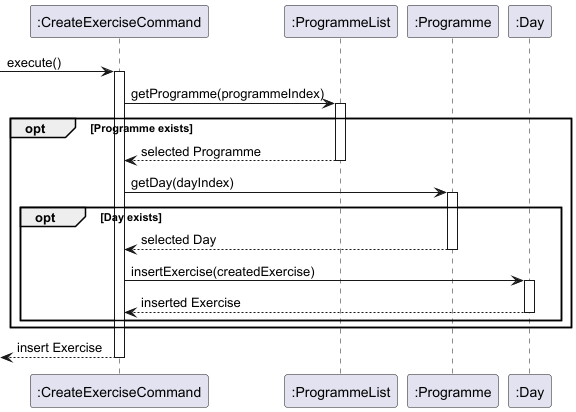 :CreateExerciseCommand :ProgrammeList :Programme :Day
execute()
getProgramme(programmeIndex)
opt [Programme exists]
selected Programme
getDay(dayIndex)
opt [Day exists]
selected Day
insertExercise(createdExercise)
inserted Exercise
insert Exercise
:CreateExerciseCommand :ProgrammeList :Programme :Day